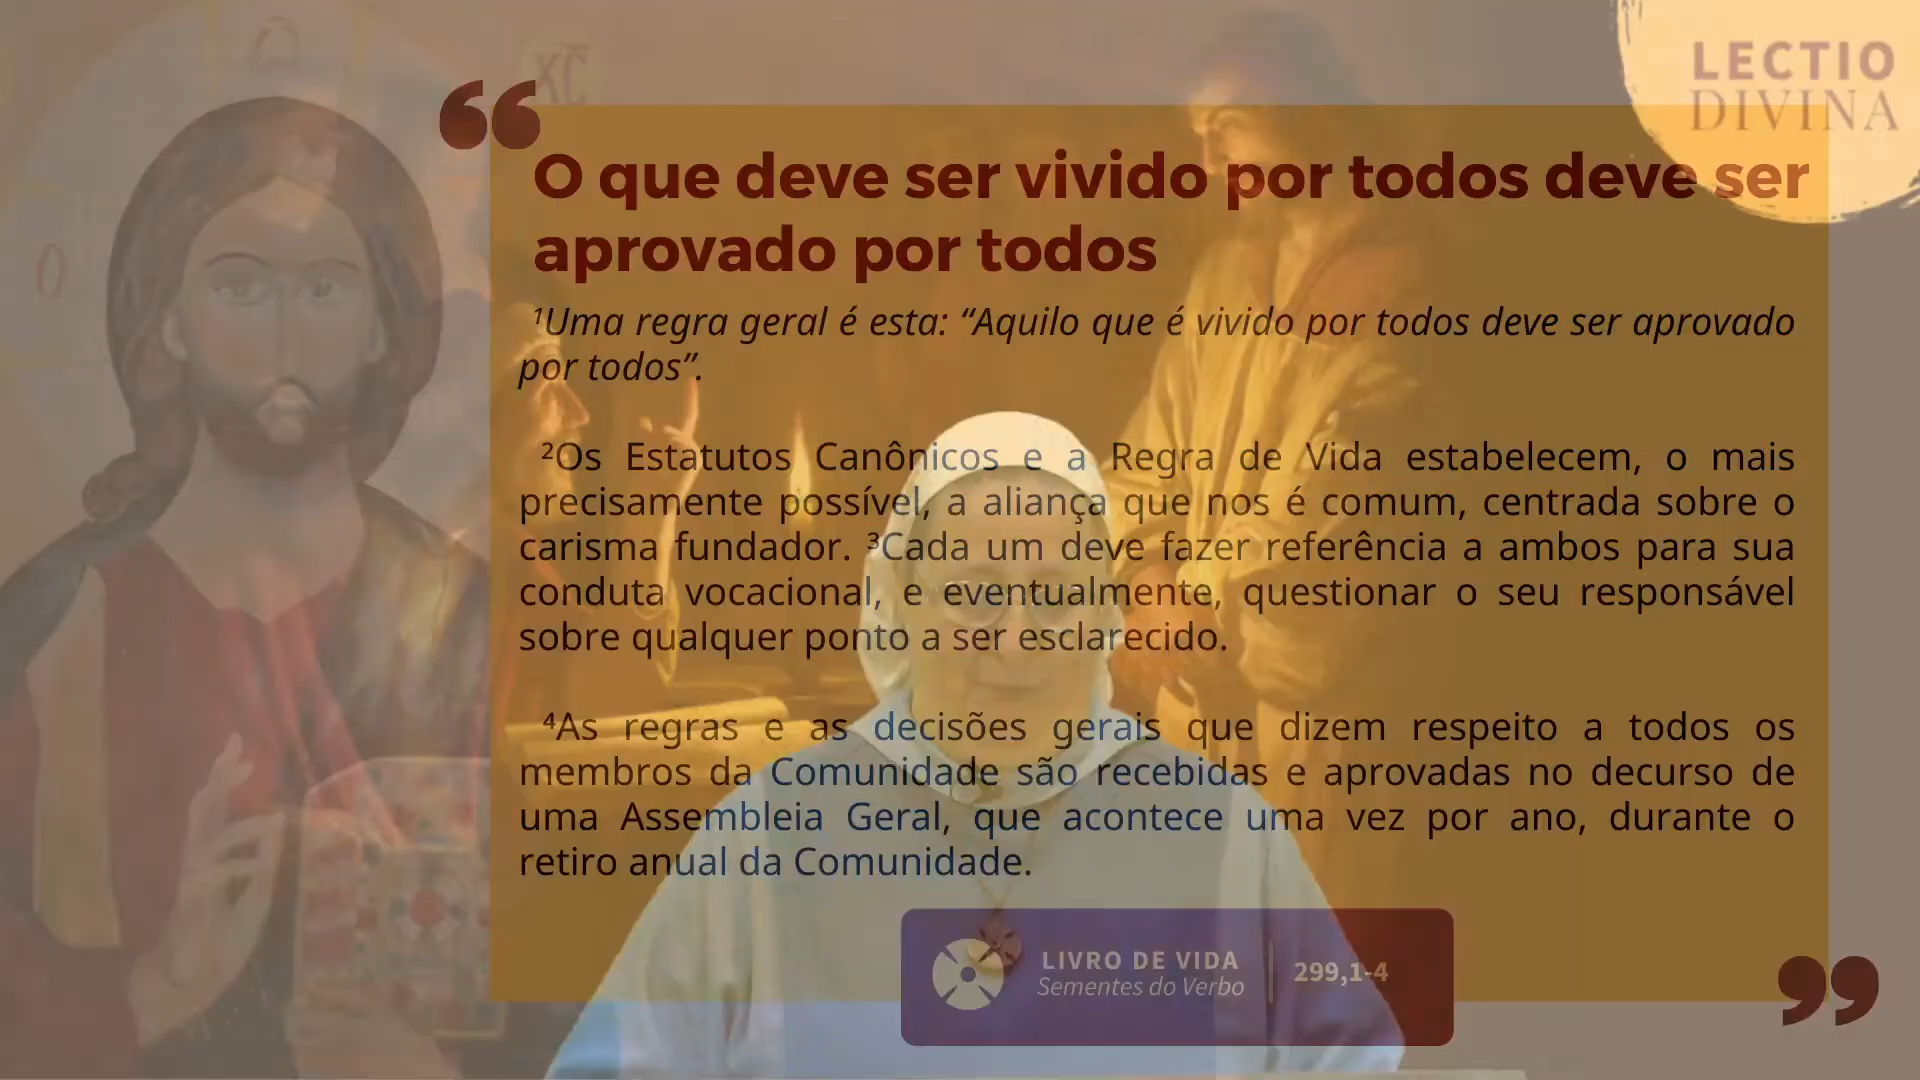 LECTIO
DIVINA
“
O que deve ser vivido por todos deve ser
aprovado por todos
¹Uma regra geral é esta: “Aquilo que é vivido por todos deve ser aprovado
por todos”.
²Os Estatutos Canônicos e a Regra de Vida estabelecem, o mais
precisamente possível, a aliança que nos é comum, centrada sobre o
carisma fundador. ³Cada um deve fazer referência a ambos para sua
conduta vocacional, e eventualmente, questionar o seu responsável
sobre qualquer ponto a ser esclarecido.
⁴As regras e as decisões gerais que dizem respeito a todos os
membros da Comunidade são recebidas e aprovadas no decurso de
uma Assembleia Geral, que acontece uma vez por ano, durante o
retiro anual da Comunidade.
LIVRO DE VIDA
Sementes do Verbo
299,1-4
”